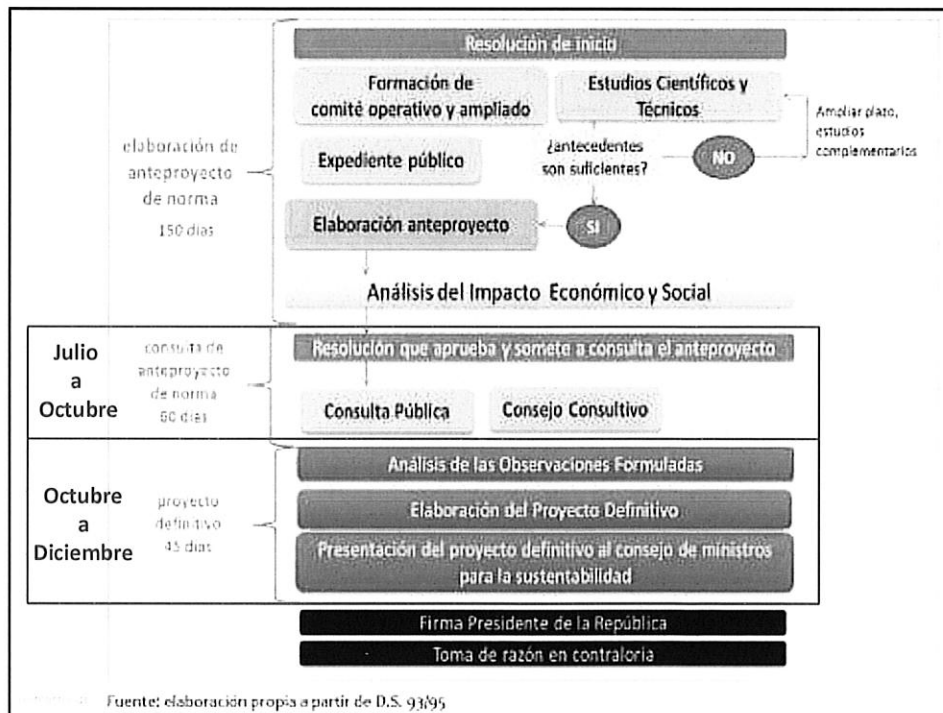 Resolución de inicio
Formación de
comité operativo y ampliado
Estudios Científicos y
Técnicos
Ampliar plazo,
estudios
complementarios
elaboración de
anteproyecto
de norma
150 días
Expediente público
¿antecedentes
son suficientes?
NO
Elaboración anteproyecto
SI
Análisis del Impacto Económico y Social
Julio
a
Octubre
consulta de
anteproyecto
de norma
60 días
Resolución que aprueba y somete a consulta el anteproyecto
Consulta Pública
Consejo Consultivo
Octubre
a
Diciembre
proyecto
definitivo
45 días
Análisis de las Observaciones Formuladas
Elaboración del Proyecto Definitivo
Presentación del proyecto definitivo al consejo de ministros
para la sustentabilidad
Firma Presidente de la República
Toma de razón en contraloría
Fuente: elaboración propia a partir de D.S. 93/95